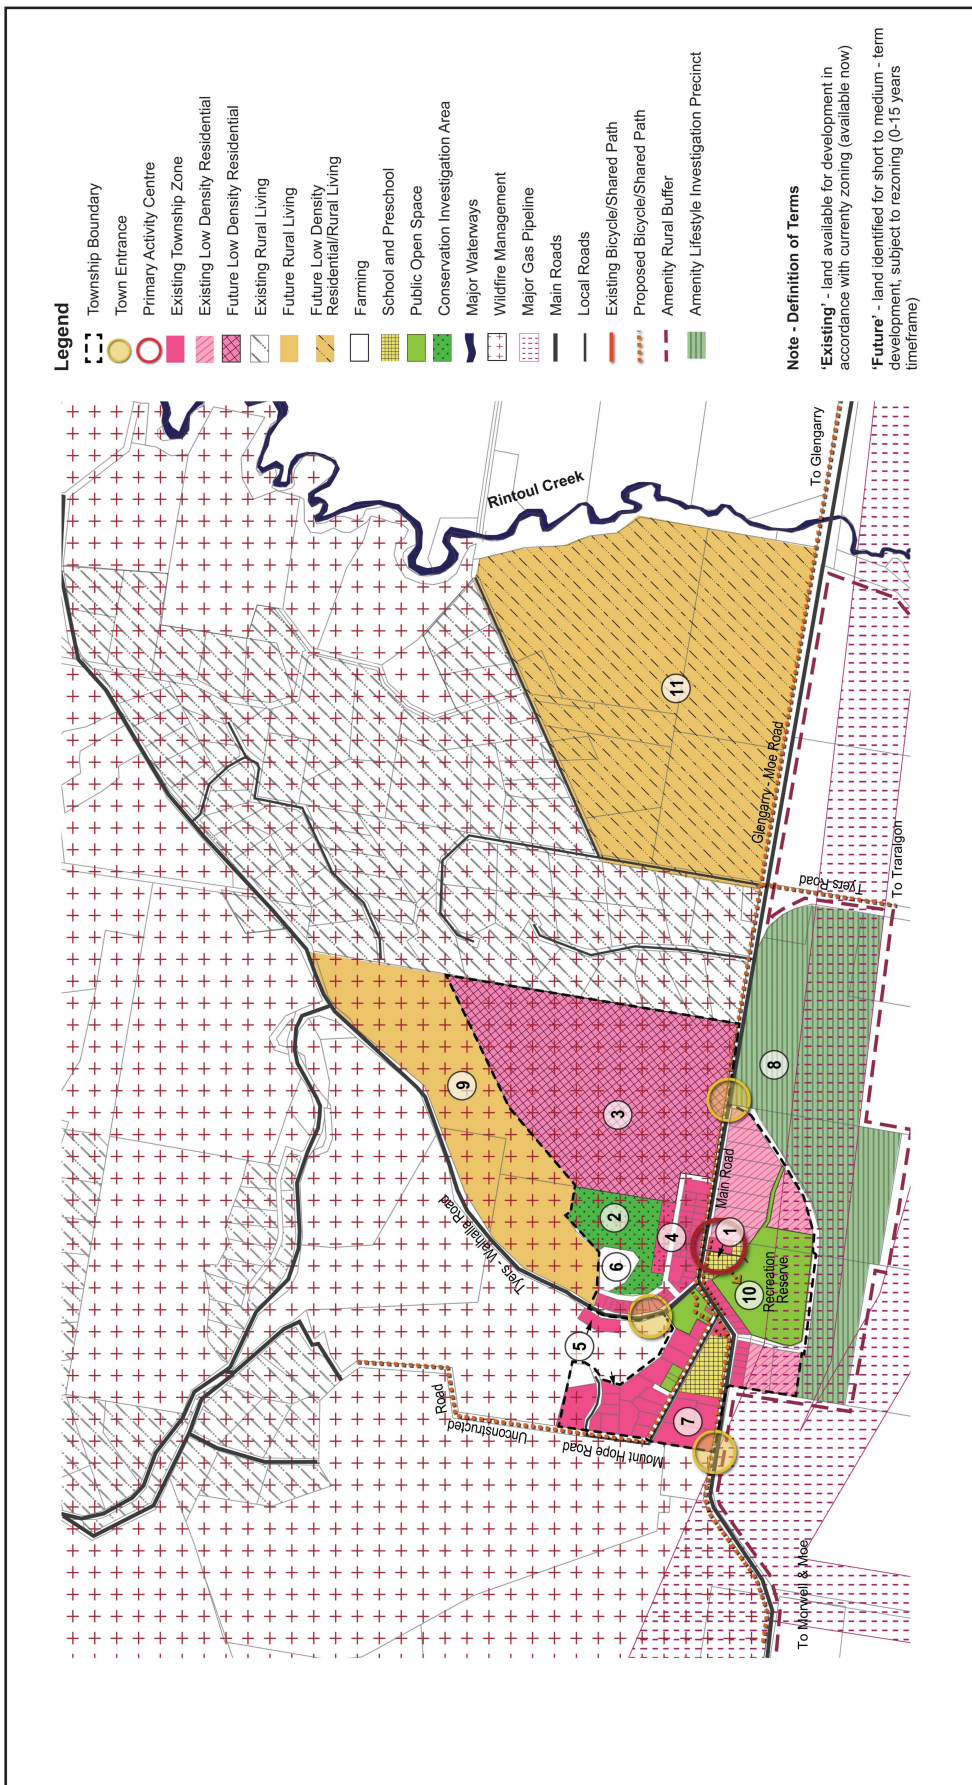 Legend
Township Boundary
Town Entrance
Primary Activity Centre
Existing Township Zone
Existing Low Density Residential
Future Low Density Residential
Existing Rural Living
Future Rural Living
Future Low Density
Residential/Rural Living
Farming
School and Preschool
Public Open Space
Conservation Investigation Area
Major Waterways
Wildfire Management
Major Gas Pipeline
Main Roads
Local Roads
Existing Bicycle/Shared Path
Proposed Bicycle/Shared Path
Amenity Rural Buffer
Amenity Lifestyle Investigation Precinct
Note - Definition of Terms
'Existing' - land available for development in
accordance with currently zoning (available now)
'Future' - land identified for short to medium - term
development, subject to rezoning (0-15 years
timeframe)
Rintoul Creek
To Glengarry
11
Glengarry - Moe Road
Tyers Road
To Traralgon
9
3
8
2
6
4
Main Road
1
10
Recreation
Reserve
Tyers - Walhalla Road
5
7
Unconstructed
Road
Mount Hope Road
To Morwell & Moe